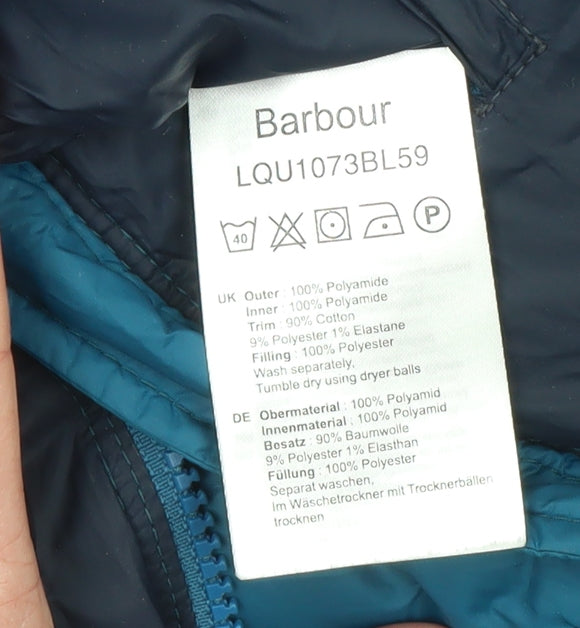 Barbour
LQU1073BL59
40
P
UK Outer : 100% Polyamide
Inner : 100% Polyamide
Trim : 90% Cotton
9% Polyester 1% Elastane
Filling : 100% Polyester
Wash separately,
Tumble dry using dryer balls
DE Obermaterial : 100% Polyamid
Innenmaterial : 100% Polyamid
Besatz : 90% Baumwolle
9% Polyester 1% Elasthan
Füllung : 100% Polyester
Separat waschen,
Im Wäschetrockner mit Trocknerbällen
trocknen